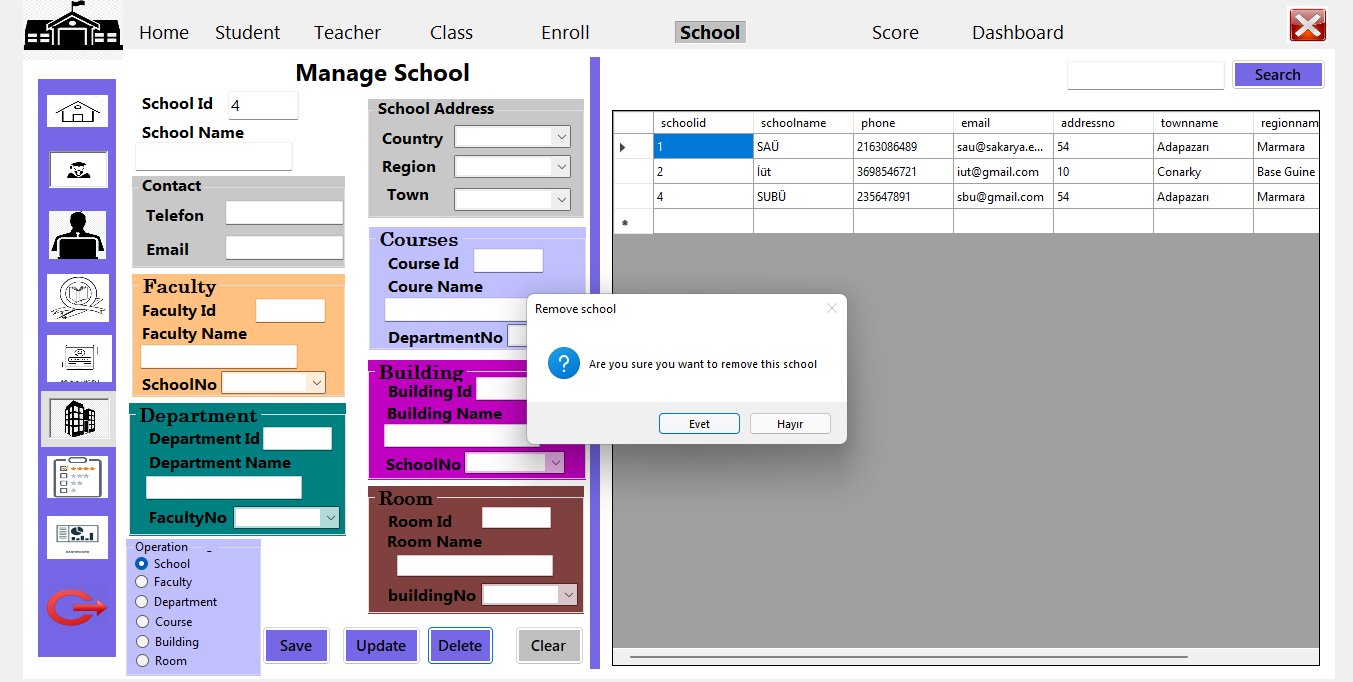 Home Student Teacher Class Enroll School Score Dashboard
Manage School
Search
School Id 4
School Name
Contact
Telefon
Email
School Address
Country
Region
Town
Faculty
Faculty Id
Faculty Name
SchoolNo
Courses
Course Id
Coure Name
DepartmentNo
Department
Department Id
Department Name
FacultyNo
Building
Building Id
Building Name
SchoolNo
Room
Room Id
Room Name
buildingNo
Operation
School
Faculty
Department
Course
Building
Room
Save Update Delete Clear
schoolid schoolname phone email addressno townname regionnam
1 SAÜ 2163086489 sau@sakarya.e... 54 Adapazarı Marmara
2 İüt 3698546721 iut@gmail.com 10 Conarky Base Guine
4 SUBÜ 235647891 sbu@gmail.com 54 Adapazarı Marmara
Remove school
Are you sure you want to remove this school
Evet Hayır